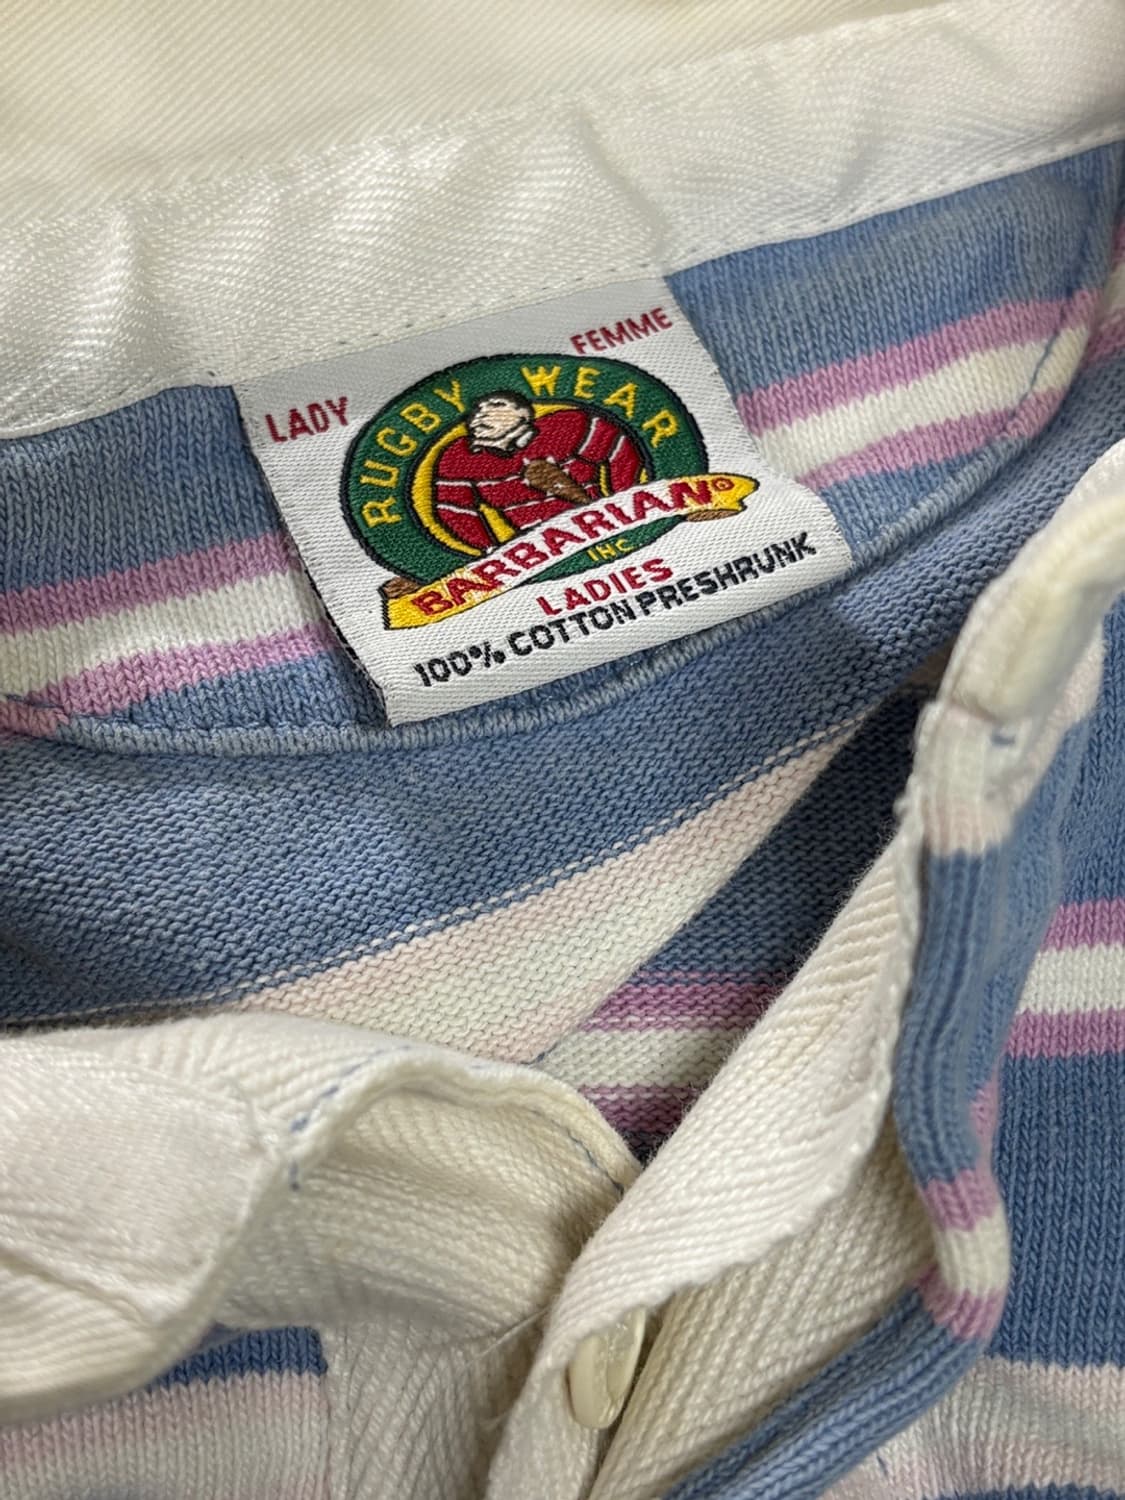 LADY
FEMME
RUGBY WEAR
BARBARIAN®
INC.
LADIES
100% COTTON PRESHRUNK